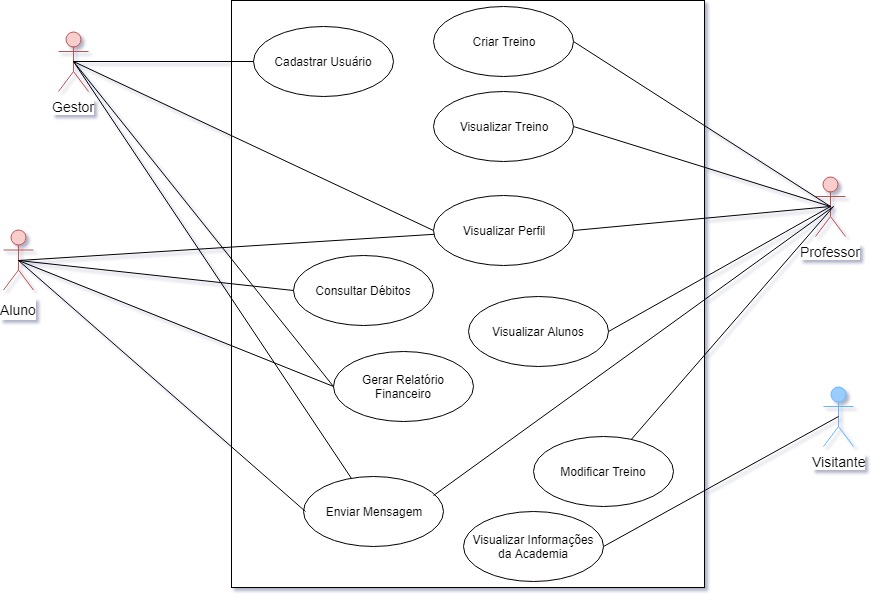 Criar Treino
Cadastrar Usuário
Gestor
Visualizar Treino
Visualizar Perfil
Professor
Aluno
Consultar Débitos
Visualizar Alunos
Gerar Relatório
Financeiro
Visitante
Modificar Treino
Enviar Mensagem
Visualizar Informações
da Academia